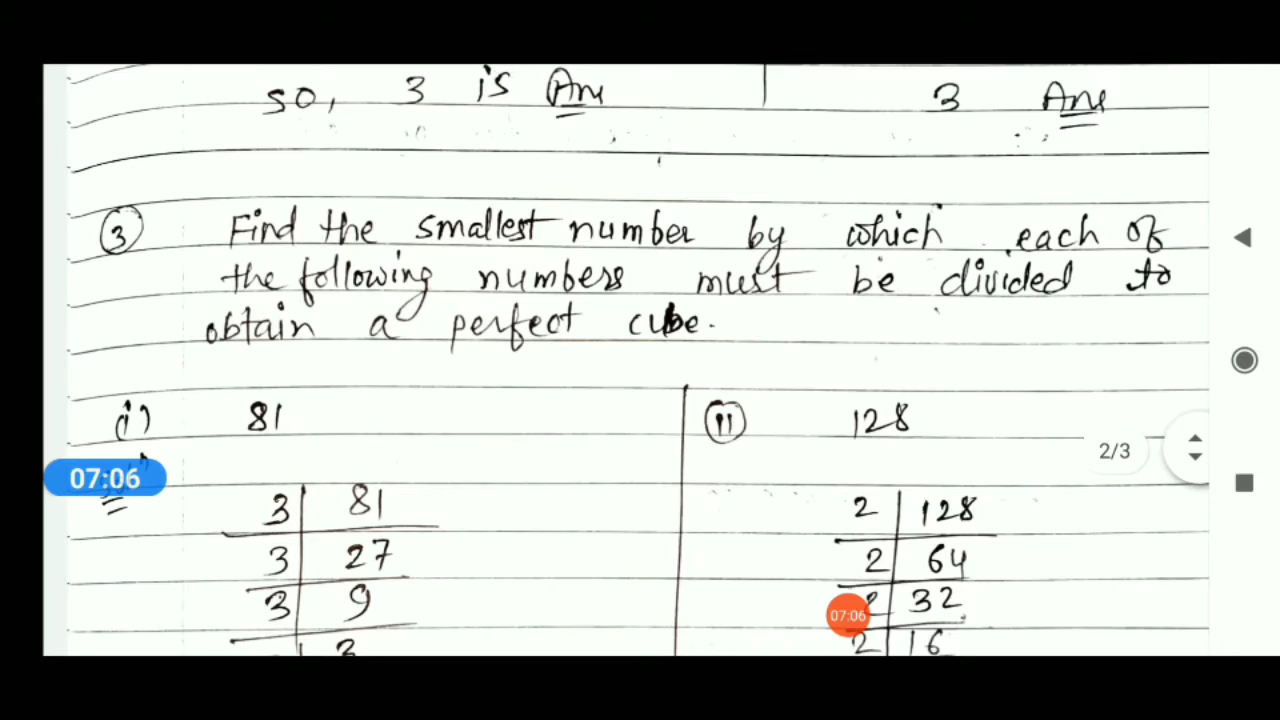 so, 3 is Ans
3 Ans
3 Find the smallest number by which each of
the following numbers must be divided to
obtain a perfect cube.
(i) 81
3 | 81
3 | 27
3 | 9
3
(ii) 128
2 | 128
2 | 64
2 | 32
2 | 16
2/3
07:06
07:06